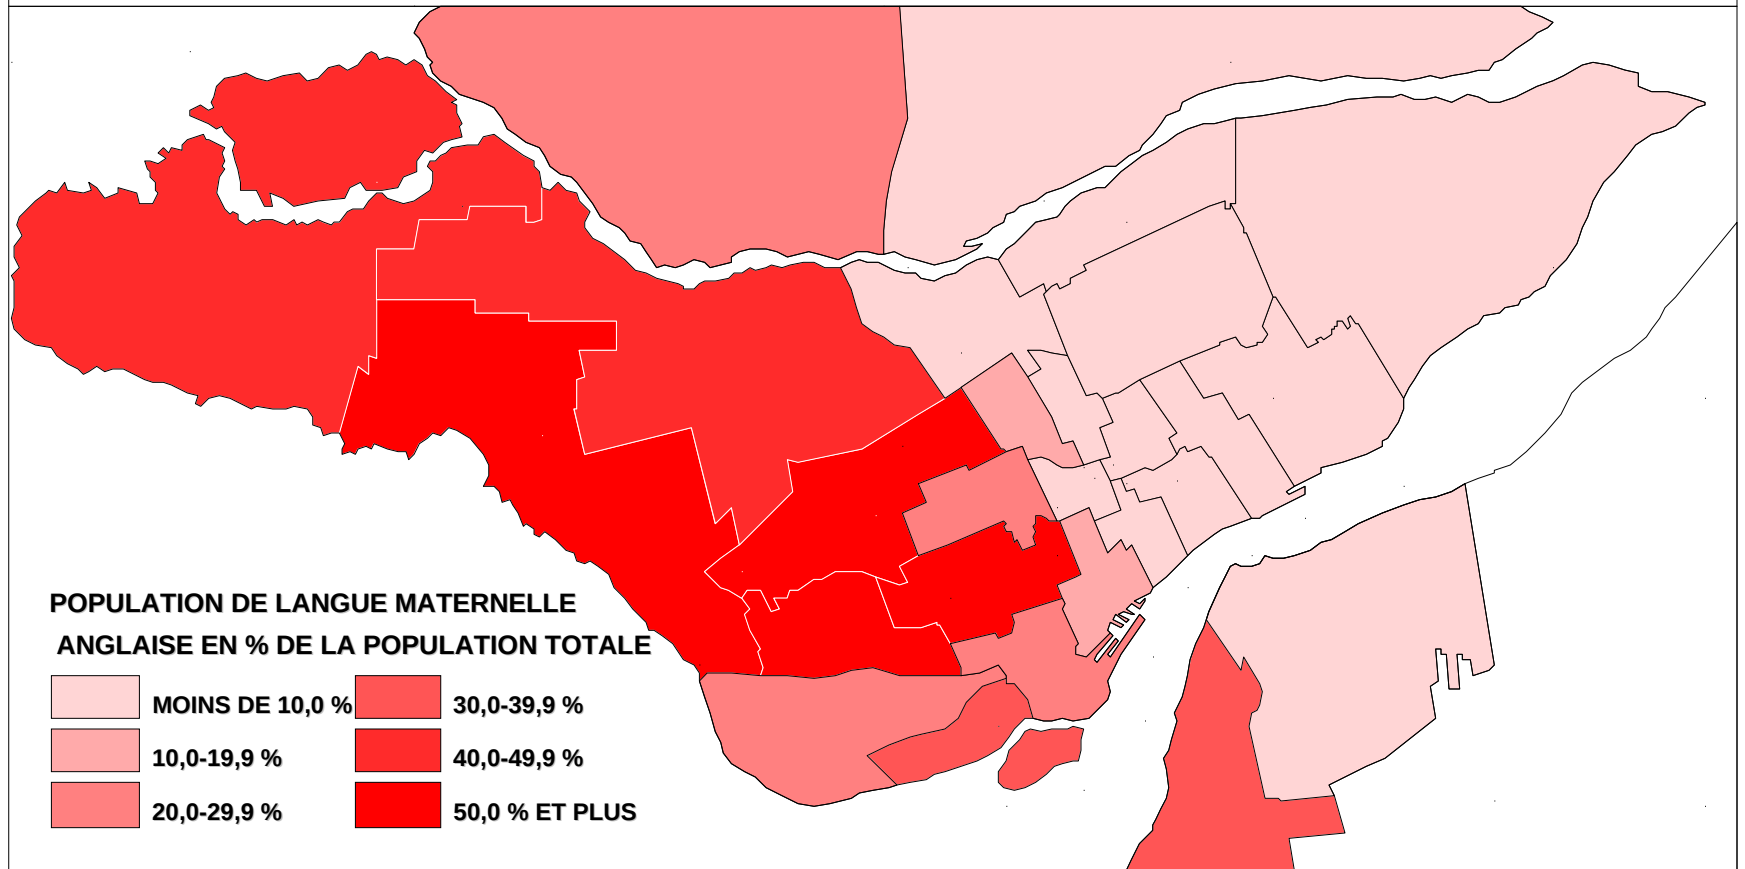 POPULATION DE LANGUE MATERNELLE
ANGLAISE EN % DE LA POPULATION TOTALE
MOINS DE 10,0 %
10,0-19,9 %
20,0-29,9 %
30,0-39,9 %
40,0-49,9 %
50,0 % ET PLUS